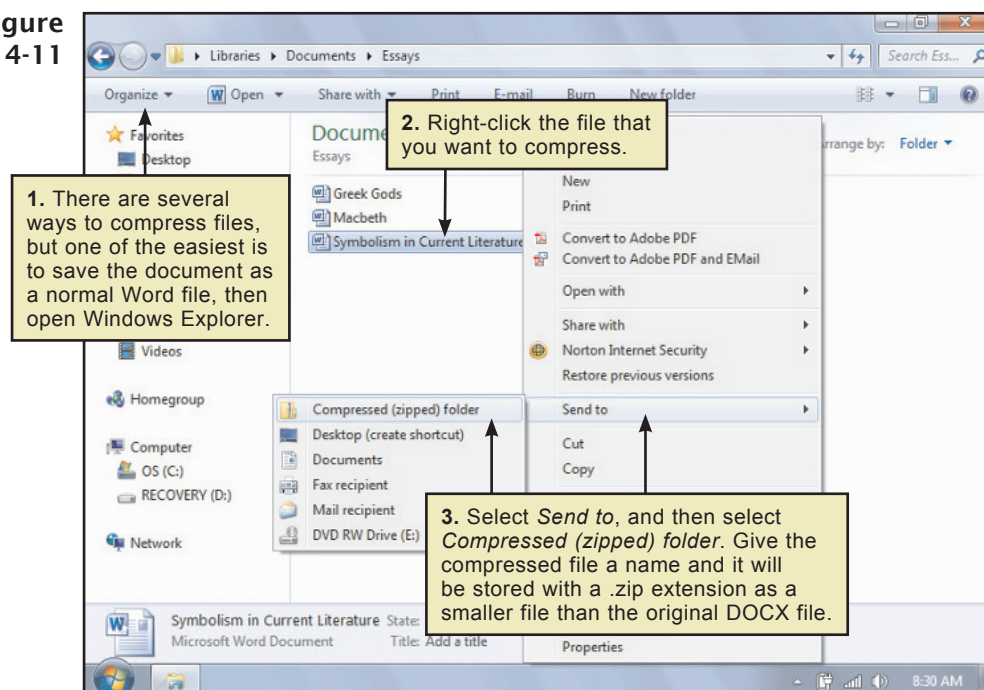 gure
4-11
Libraries ▸ Documents ▸ Essays
Search Ess...
Organize
Open
Share with
Print
E-mail
Burn
New folder
Favorites
Desktop
Docume
Essays
Arrange by: Folder
2. Right-click the file that
you want to compress.
1. There are several
ways to compress files,
but one of the easiest is
to save the document as
a normal Word file, then
open Windows Explorer.
Greek Gods
Macbeth
Symbolism in Current Literature
New
Print
Convert to Adobe PDF
Convert to Adobe PDF and EMail
Open with
Share with
Norton Internet Security
Restore previous versions
Send to
Cut
Copy
Videos
Homegroup
Computer
OS (C:)
RECOVERY (D:)
Network
Compressed (zipped) folder
Desktop (create shortcut)
Documents
Fax recipient
Mail recipient
DVD RW Drive (E:)
3. Select Send to, and then select
Compressed (zipped) folder. Give the
compressed file a name and it will
be stored with a .zip extension as a
smaller file than the original DOCX file.
Symbolism in Current Literature State:
Microsoft Word Document Title: Add a title
Properties
8:30 AM